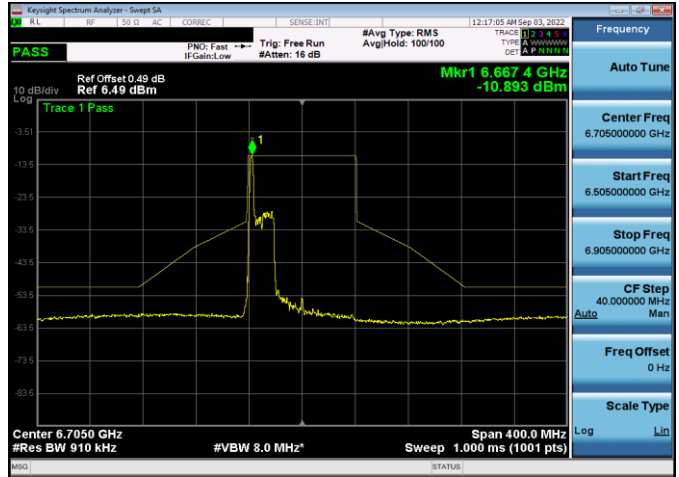 Keysight Spectrum Analyzer - Swept SA
RL RF 50 Ω AC CORREC SENSE:INT 12:17:05 AM Sep 03, 2022
PASS
PNO: Fast
IFGain:Low
Trig: Free Run
#Atten: 16 dB
#Avg Type: RMS
Avg|Hold: 100/100
TRACE 1 2 3 4 5 6
TYPE A WWWWW
DET A P N N N N
Frequency
10 dB/div
Log
Ref Offset 0.49 dB
Ref 6.49 dBm
Mkr1 6.667 4 GHz
-10.893 dBm
Trace 1 Pass
1
-3.51
-13.5
-23.5
-33.5
-43.5
-53.5
-63.5
-73.5
-83.5
Center 6.7050 GHz
#Res BW 910 kHz
#VBW 8.0 MHz*
Span 400.0 MHz
Sweep 1.000 ms (1001 pts)
MSG STATUS
Auto Tune
Center Freq
6.705000000 GHz
Start Freq
6.505000000 GHz
Stop Freq
6.905000000 GHz
CF Step
40.000000 MHz
Auto Man
Freq Offset
0 Hz
Scale Type
Log Lin